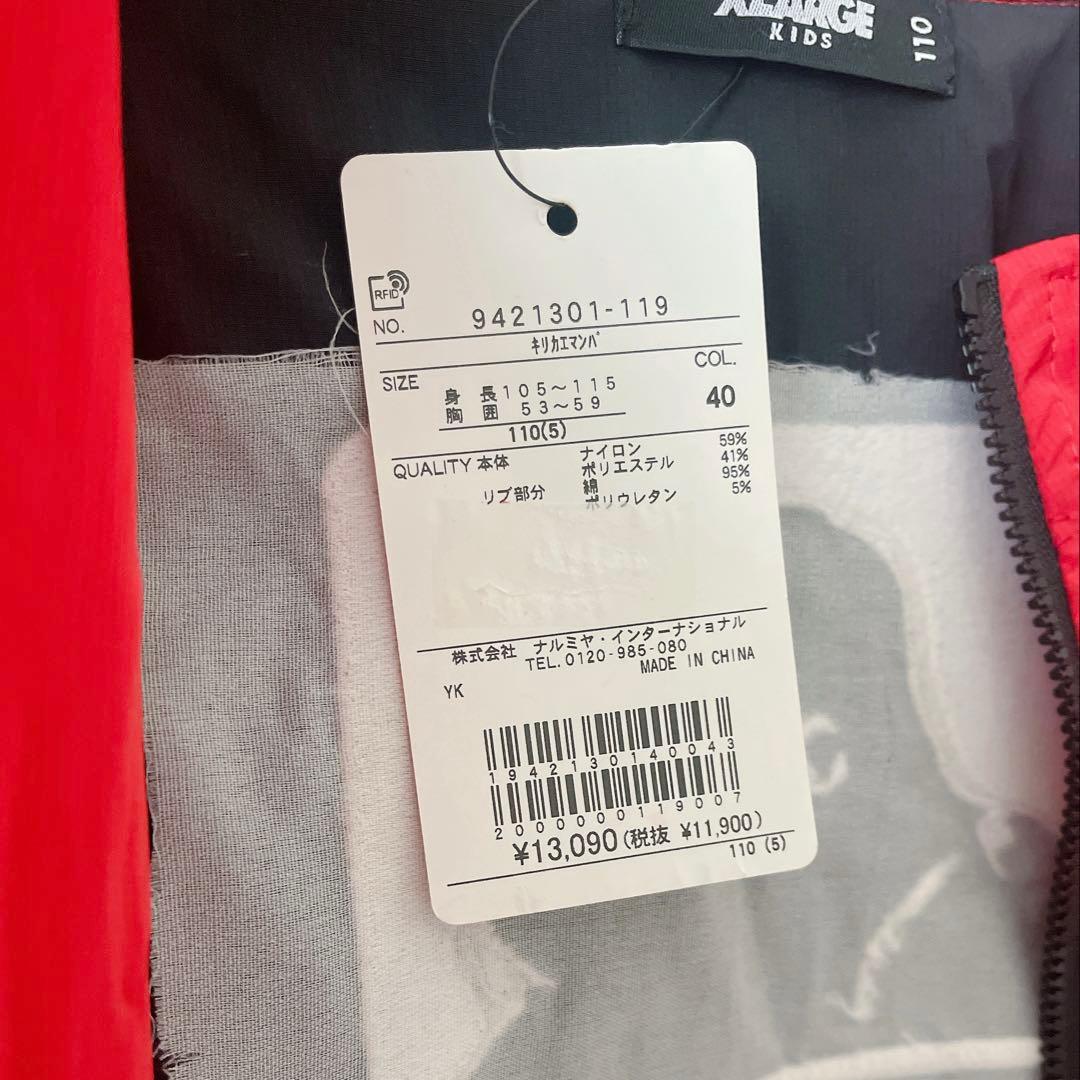 XLARGE
KIDS
110
RFID
NO. 9421301-119
ｷﾘｶｴﾏﾝﾊﾟ
SIZE COL.
身 長 105～115
胸 囲 53～59 40
110(5)
QUALITY 本体 ナイロン 59%
ポリエステル 41%
リブ部分 綿 95%
ポリウレタン 5%
株式会社 ナルミヤ・インターナショナル
TEL. 0120-985-080
MADE IN CHINA
YK
1942130140043
2000000119007
¥13,090(税抜 ¥11,900)
110 (5)